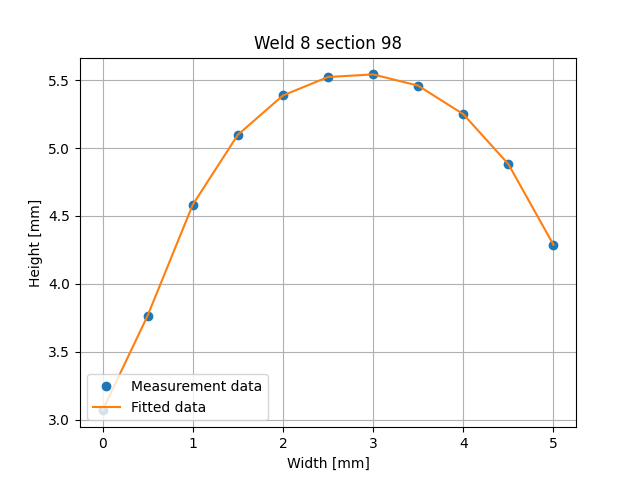 Weld 8 section 98
5.5
5.0
4.5
4.0
3.5
3.0
Height [mm]
Measurement data
Fitted data
0 1 2 3 4 5
Width [mm]